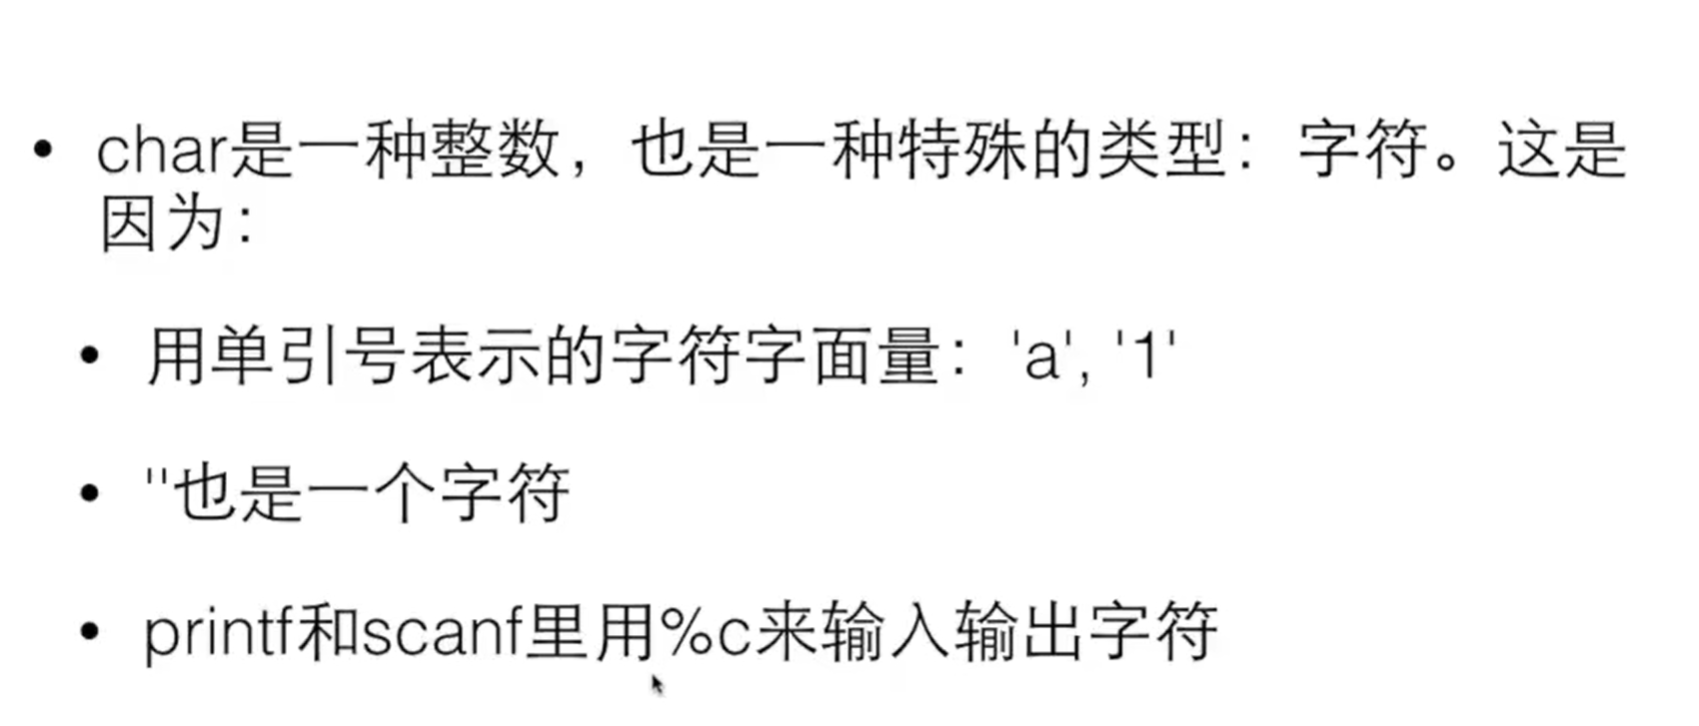 • char是一种整数，也是一种特殊的类型：字符。这是
因为：
• 用单引号表示的字符字面量：'a', '1'
• ''也是一个字符
• printf和scanf里用%c来输入输出字符